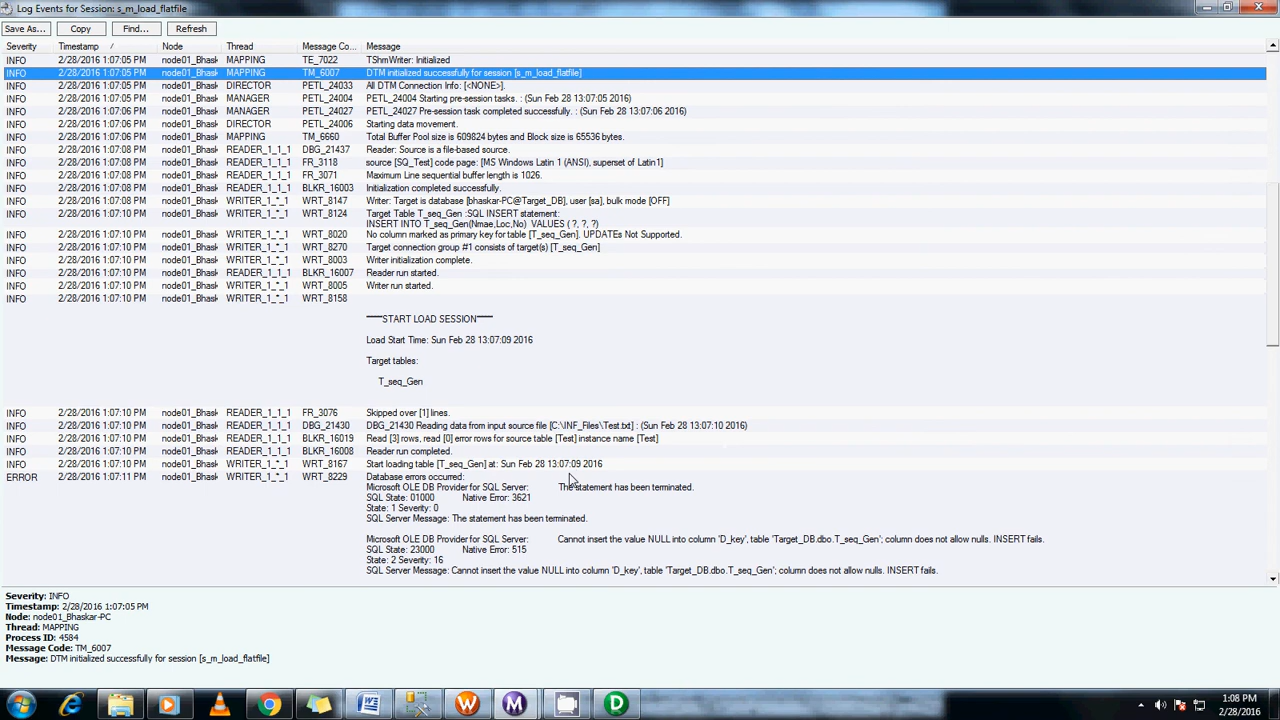 Log Events for Session: s_m_load_flatfile
Save As... Copy Find... Refresh
Severity Timestamp / Node Thread Message Co... Message
INFO 2/28/2016 1:07:05 PM node01_Bhask MAPPING TE_7022 TShmWriter: Initialized
INFO 2/28/2016 1:07:05 PM node01_Bhask MAPPING TM_6007 DTM initialized successfully for session [s_m_load_flatfile]
INFO 2/28/2016 1:07:05 PM node01_Bhask DIRECTOR PETL_24033 All DTM Connection Info: [<NONE>].
INFO 2/28/2016 1:07:05 PM node01_Bhask MANAGER PETL_24004 PETL_24004 Starting pre-session tasks. : (Sun Feb 28 13:07:05 2016)
INFO 2/28/2016 1:07:06 PM node01_Bhask MANAGER PETL_24027 PETL_24027 Pre-session task completed successfully. : (Sun Feb 28 13:07:06 2016)
INFO 2/28/2016 1:07:06 PM node01_Bhask DIRECTOR PETL_24006 Starting data movement.
INFO 2/28/2016 1:07:06 PM node01_Bhask MAPPING TM_6660 Total Buffer Pool size is 609824 bytes and Block size is 65536 bytes.
INFO 2/28/2016 1:07:08 PM node01_Bhask READER_1_1_1 DBG_21437 Reader: Source is a file-based source.
INFO 2/28/2016 1:07:08 PM node01_Bhask READER_1_1_1 FR_3118 source [SQ_Test] code page: [MS Windows Latin 1 (ANSI), superset of Latin1]
INFO 2/28/2016 1:07:08 PM node01_Bhask READER_1_1_1 FR_3071 Maximum Line sequential buffer length is 1026.
INFO 2/28/2016 1:07:08 PM node01_Bhask READER_1_1_1 BLKR_16003 Initialization completed successfully.
INFO 2/28/2016 1:07:08 PM node01_Bhask WRITER_1_*_1 WRT_8147 Writer: Target is database [bhaskar-PC@Target_DB], user [sa], bulk mode [OFF]
INFO 2/28/2016 1:07:10 PM node01_Bhask WRITER_1_*_1 WRT_8124 Target Table T_seq_Gen :SQL INSERT statement:
INSERT INTO T_seq_Gen(Nmae,Loc,No) VALUES ( ?, ?, ?)
INFO 2/28/2016 1:07:10 PM node01_Bhask WRITER_1_*_1 WRT_8020 No column marked as primary key for table [T_seq_Gen]. UPDATEs Not Supported.
INFO 2/28/2016 1:07:10 PM node01_Bhask WRITER_1_*_1 WRT_8270 Target connection group #1 consists of target(s) [T_seq_Gen]
INFO 2/28/2016 1:07:10 PM node01_Bhask WRITER_1_*_1 WRT_8003 Writer initialization complete.
INFO 2/28/2016 1:07:10 PM node01_Bhask READER_1_1_1 BLKR_16007 Reader run started.
INFO 2/28/2016 1:07:10 PM node01_Bhask WRITER_1_*_1 WRT_8005 Writer run started.
INFO 2/28/2016 1:07:10 PM node01_Bhask WRITER_1_*_1 WRT_8158
*****START LOAD SESSION*****
Load Start Time: Sun Feb 28 13:07:09 2016
Target tables:
T_seq_Gen
INFO 2/28/2016 1:07:10 PM node01_Bhask READER_1_1_1 FR_3076 Skipped over [1] lines.
INFO 2/28/2016 1:07:10 PM node01_Bhask READER_1_1_1 DBG_21430 DBG_21430 Reading data from input source file [C:\INF_Files\Test.txt] : (Sun Feb 28 13:07:10 2016)
INFO 2/28/2016 1:07:10 PM node01_Bhask READER_1_1_1 BLKR_16019 Read [3] rows, read [0] error rows for source table [Test] instance name [Test]
INFO 2/28/2016 1:07:10 PM node01_Bhask READER_1_1_1 BLKR_16008 Reader run completed.
INFO 2/28/2016 1:07:10 PM node01_Bhask WRITER_1_*_1 WRT_8167 Start loading table [T_seq_Gen] at: Sun Feb 28 13:07:09 2016
ERROR 2/28/2016 1:07:11 PM node01_Bhask WRITER_1_*_1 WRT_8229 Database errors occurred:
Microsoft OLE DB Provider for SQL Server: The statement has been terminated.
SQL State: 01000 Native Error: 3621
State: 1 Severity: 0
SQL Server Message: The statement has been terminated.
Microsoft OLE DB Provider for SQL Server: Cannot insert the value NULL into column 'D_key', table 'Target_DB.dbo.T_seq_Gen'; column does not allow nulls. INSERT fails.
SQL State: 23000 Native Error: 515
State: 2 Severity: 16
SQL Server Message: Cannot insert the value NULL into column 'D_key', table 'Target_DB.dbo.T_seq_Gen'; column does not allow nulls. INSERT fails.
Severity: INFO
Timestamp: 2/28/2016 1:07:05 PM
Node: node01_Bhaskar-PC
Thread: MAPPING
Process ID: 4584
Message Code: TM_6007
Message: DTM initialized successfully for session [s_m_load_flatfile]
1:08 PM
2/28/2016